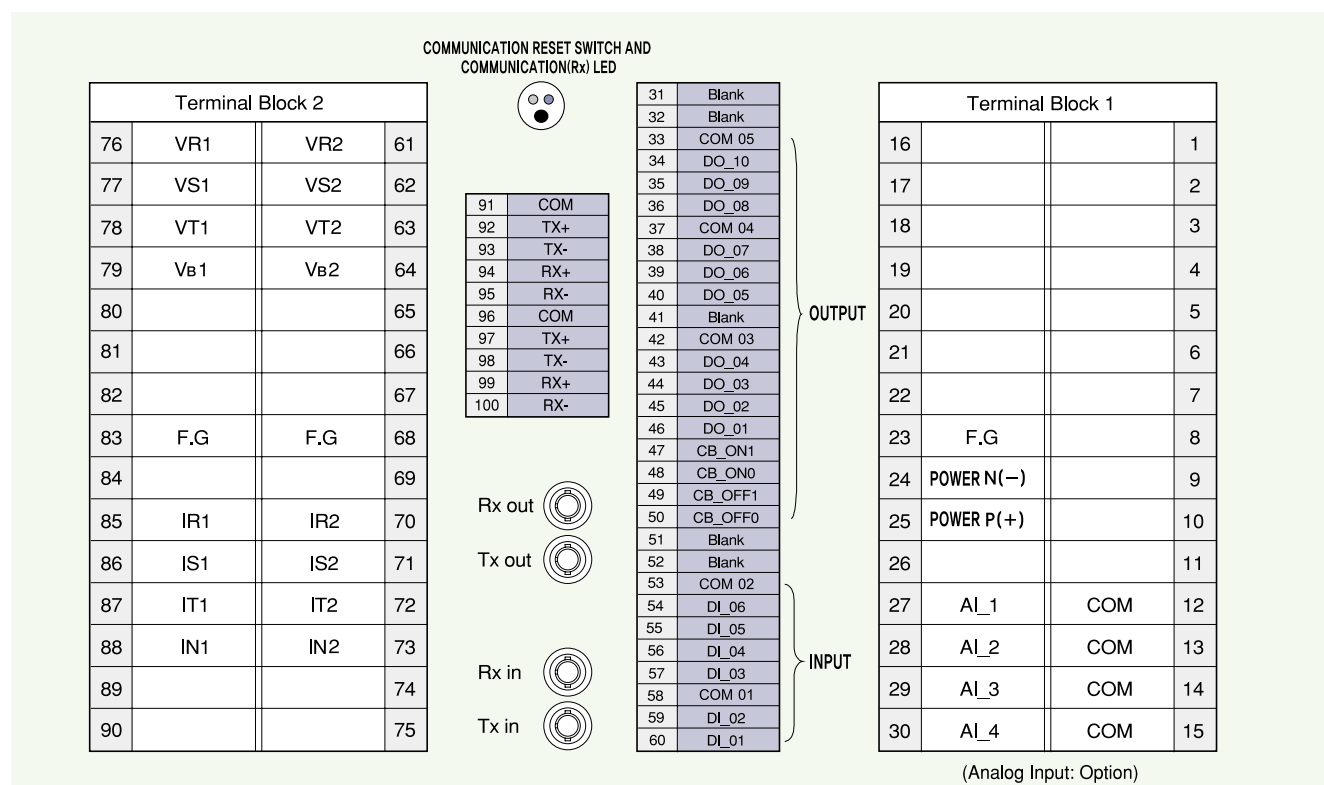 COMMUNICATION RESET SWITCH AND
COMMUNICATION(Rx) LED
Terminal Block 2
76 VR1 VR2 61
77 VS1 VS2 62
78 VT1 VT2 63
79 VB1 VB2 64
80 65
81 66
82 67
83 F.G F.G 68
84 69
85 IR1 IR2 70
86 IS1 IS2 71
87 IT1 IT2 72
88 IN1 IN2 73
89 74
90 75
91 COM
92 TX+
93 TX-
94 RX+
95 RX-
96 COM
97 TX+
98 TX-
99 RX+
100 RX-
Rx out
Tx out
Rx in
Tx in
31 Blank
32 Blank
33 COM 05
34 DO_10
35 DO_09
36 DO_08
37 COM 04
38 DO_07
39 DO_06
40 DO_05
41 Blank
42 COM 03
43 DO_04
44 DO_03
45 DO_02
46 DO_01
47 CB_ON1
48 CB_ON0
49 CB_OFF1
50 CB_OFF0
51 Blank
52 Blank
53 COM 02
54 DI_06
55 DI_05
56 DI_04
57 DI_03
58 COM 01
59 DI_02
60 DI_01
OUTPUT
INPUT
Terminal Block 1
16 1
17 2
18 3
19 4
20 5
21 6
22 7
23 F.G 8
24 POWER N(−) 9
25 POWER P(+) 10
26 11
27 AI_1 COM 12
28 AI_2 COM 13
29 AI_3 COM 14
30 AI_4 COM 15
(Analog Input: Option)